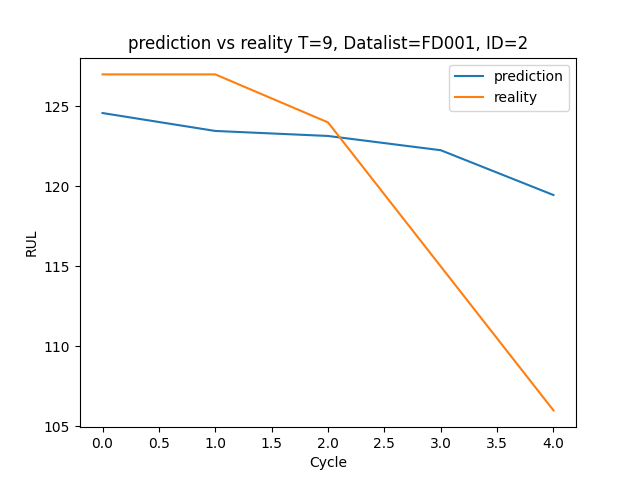 prediction vs reality T=9, Datalist=FD001, ID=2
prediction
reality
125
120
115
110
105
RUL
0.0 0.5 1.0 1.5 2.0 2.5 3.0 3.5 4.0
Cycle